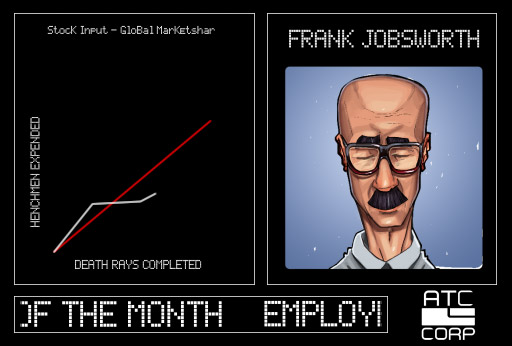 Stock Input - Global Marketshar
FRANK JOBSWORTH
HENCHMEN EXPENDED
DEATH RAYS COMPLETED
OF THE MONTH EMPLOY
ATC
CORP